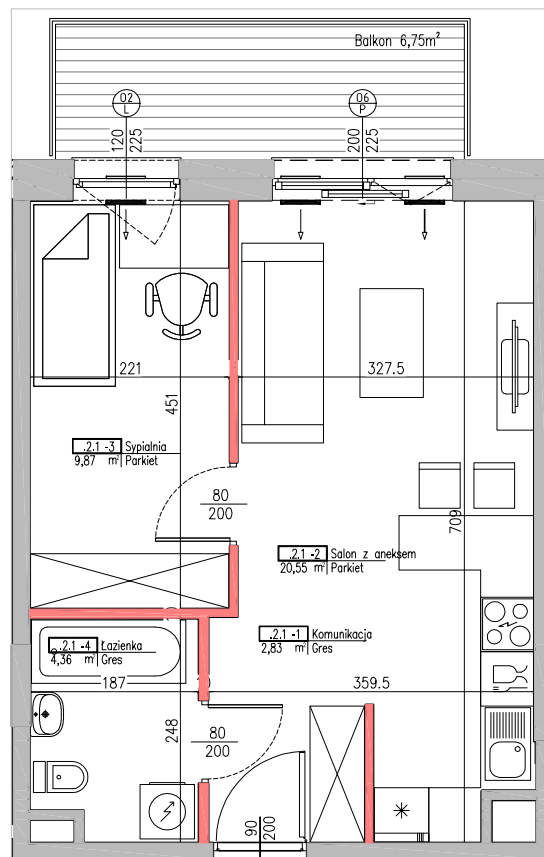 Balkon 6,75m²
02
L
120
225
06
P
200
225
221
327.5
451
.2.1 -3 Sypialnia
9,87 m² Parkiet
80
200
709
.2.1 -2 Salon z aneksem
20,55 m² Parkiet
.2.1 -1 Komunikacja
2,83 m² Gres
.2.1 -4 Łazienka
4,36 m² Gres
187
359.5
248
80
200
90
200